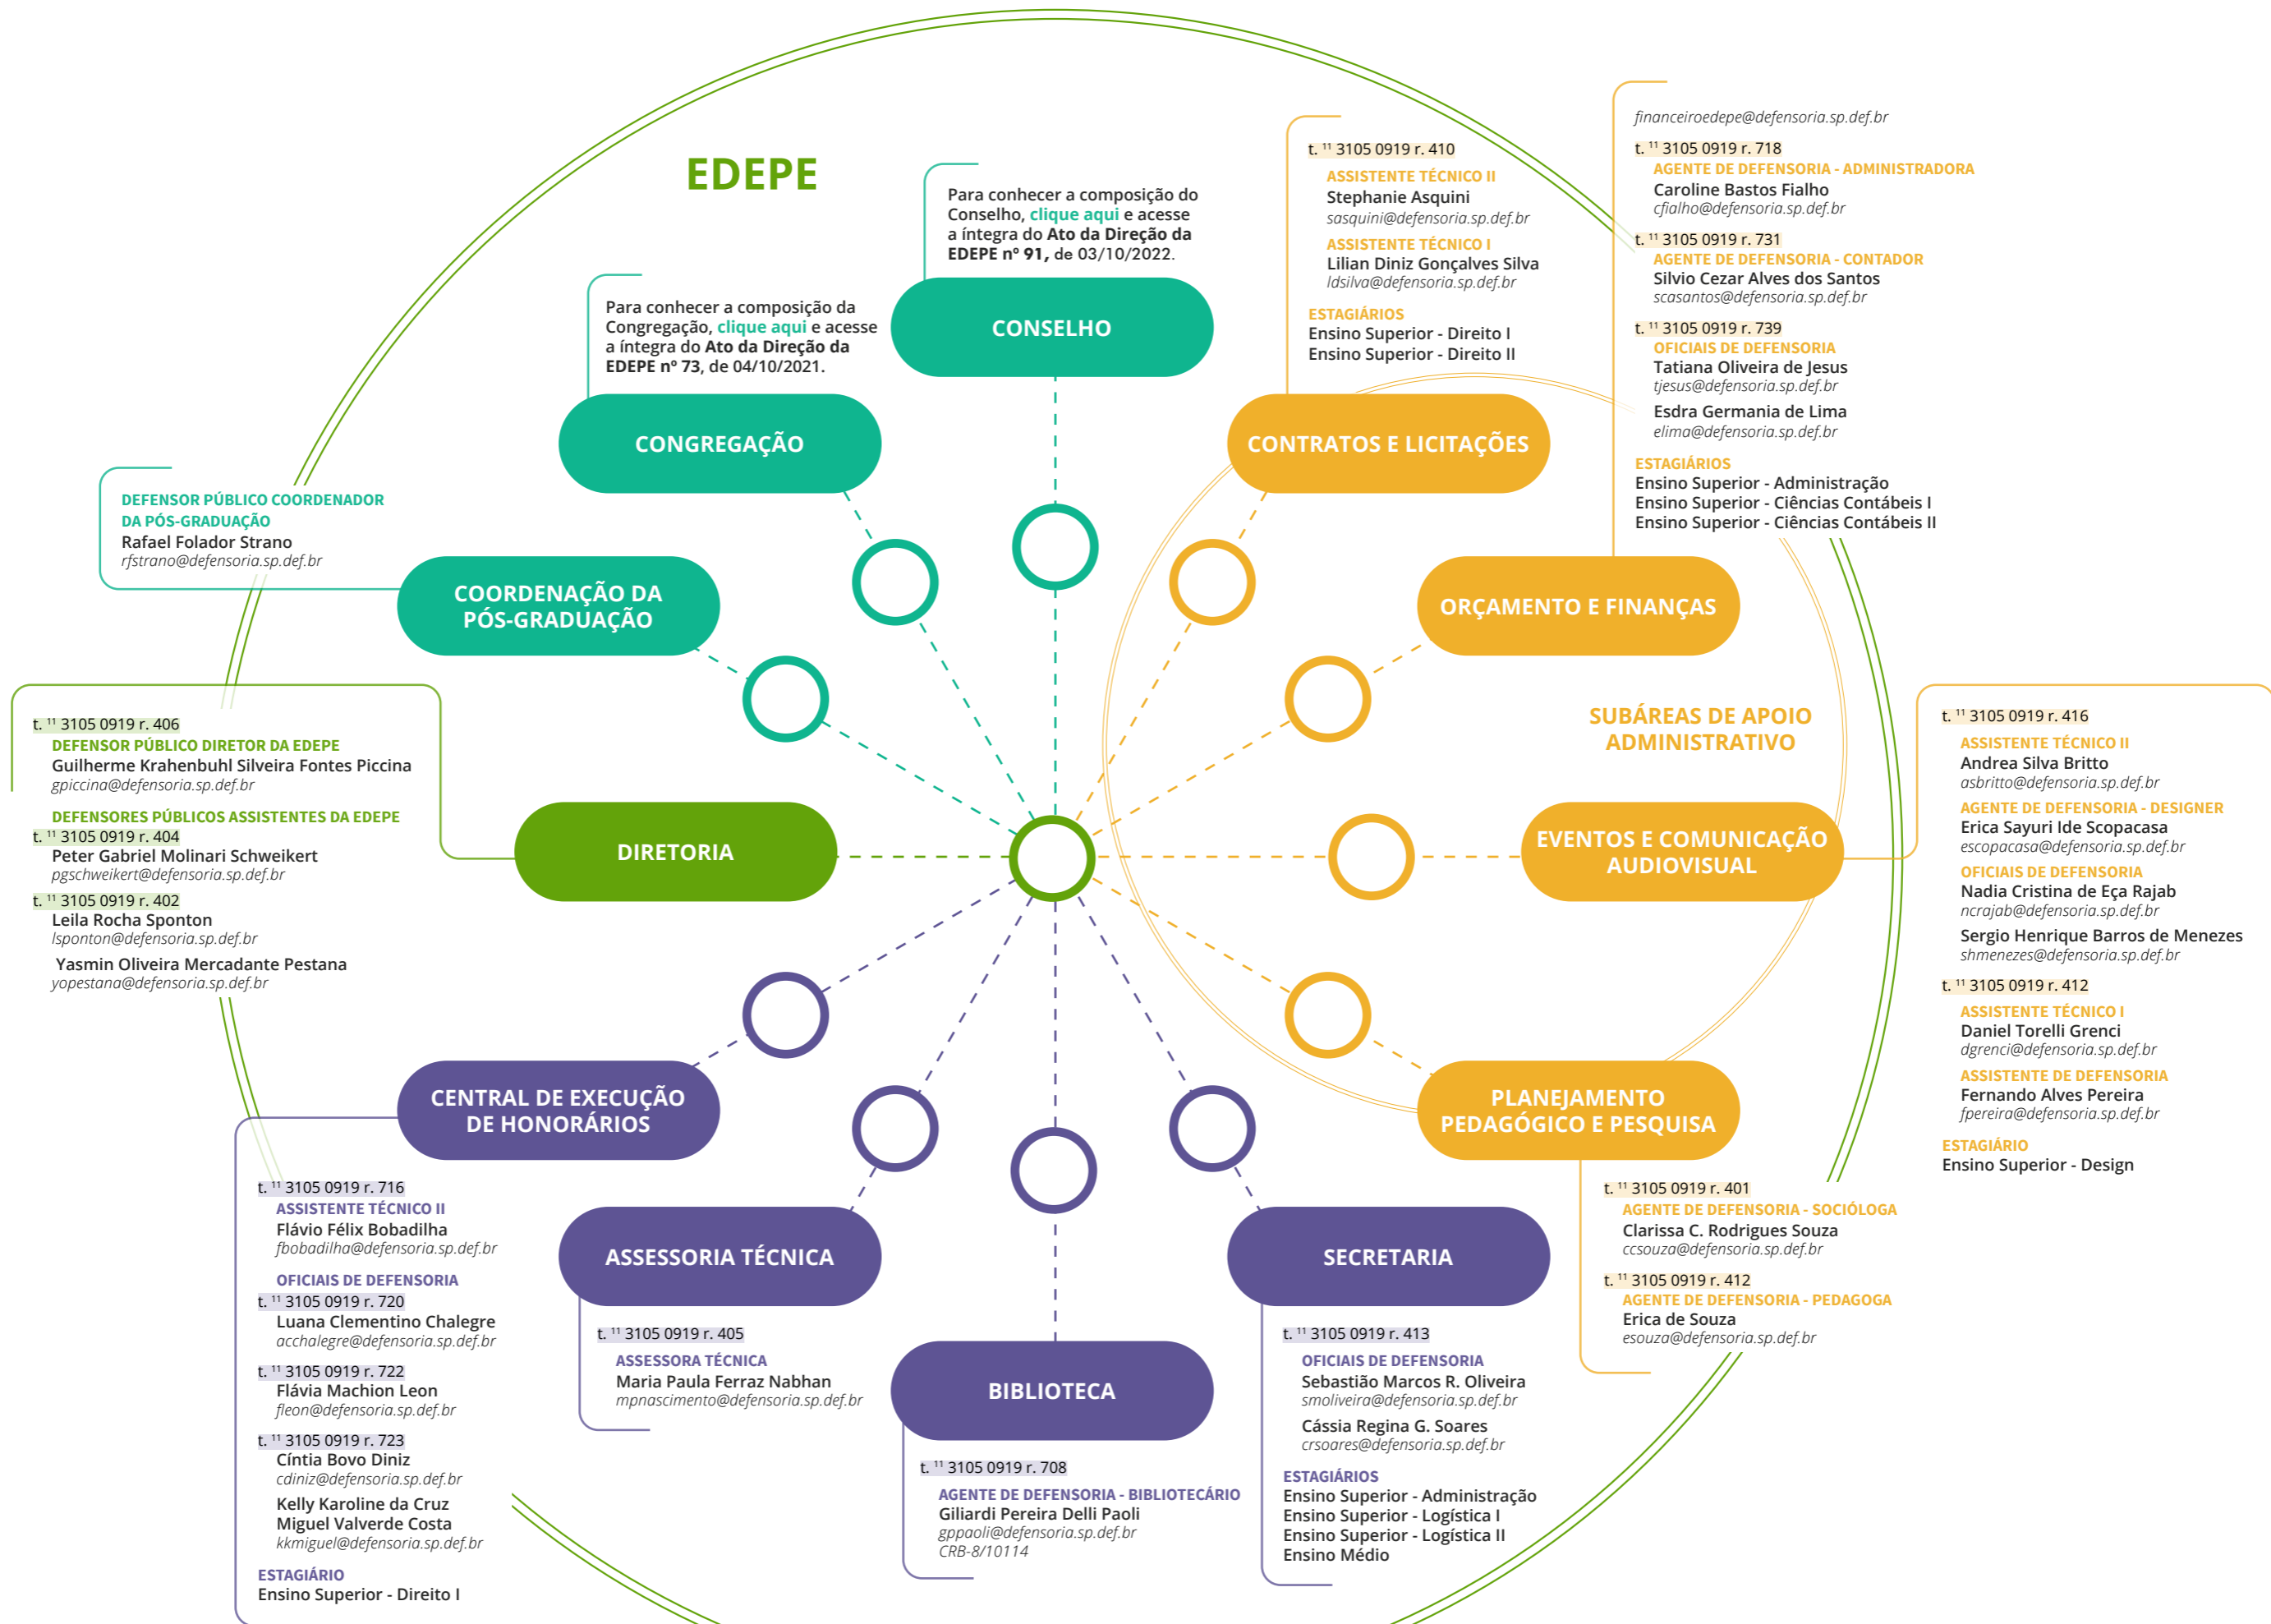 EDEPE
Para conhecer a composição do
Conselho, clique aqui e acesse
a íntegra do Ato da Direção da
EDEPE nº 91, de 03/10/2022.
CONSELHO
Para conhecer a composição da
Congregação, clique aqui e acesse
a íntegra do Ato da Direção da
EDEPE nº 73, de 04/10/2021.
CONGREGAÇÃO
DEFENSOR PÚBLICO COORDENADOR
DA PÓS-GRADUAÇÃO
Rafael Folador Strano
rfstrano@defensoria.sp.def.br
COORDENAÇÃO DA
PÓS-GRADUAÇÃO
t. 11 3105 0919 r. 406
DEFENSOR PÚBLICO DIRETOR DA EDEPE
Guilherme Krahenbuhl Silveira Fontes Piccina
gpiccina@defensoria.sp.def.br
DEFENSORES PÚBLICOS ASSISTENTES DA EDEPE
t. 11 3105 0919 r. 404
Peter Gabriel Molinari Schweikert
pgschweikert@defensoria.sp.def.br
t. 11 3105 0919 r. 402
Leila Rocha Sponton
lsponton@defensoria.sp.def.br
Yasmin Oliveira Mercadante Pestana
yopestana@defensoria.sp.def.br
DIRETORIA
CENTRAL DE EXECUÇÃO
DE HONORÁRIOS
t. 11 3105 0919 r. 716
ASSISTENTE TÉCNICO II
Flávio Félix Bobadilha
fbobadilha@defensoria.sp.def.br
OFICIAIS DE DEFENSORIA
t. 11 3105 0919 r. 720
Luana Clementino Chalegre
acchalegre@defensoria.sp.def.br
t. 11 3105 0919 r. 722
Flávia Machion Leon
fleon@defensoria.sp.def.br
t. 11 3105 0919 r. 723
Cíntia Bovo Diniz
cdiniz@defensoria.sp.def.br
Kelly Karoline da Cruz
Miguel Valverde Costa
kkmiguel@defensoria.sp.def.br
ESTAGIÁRIO
Ensino Superior - Direito I
ASSESSORIA TÉCNICA
t. 11 3105 0919 r. 405
ASSESSORA TÉCNICA
Maria Paula Ferraz Nabhan
mpnascimento@defensoria.sp.def.br
BIBLIOTECA
t. 11 3105 0919 r. 708
AGENTE DE DEFENSORIA - BIBLIOTECÁRIO
Giliardi Pereira Delli Paoli
gppaoli@defensoria.sp.def.br
CRB-8/10114
SECRETARIA
t. 11 3105 0919 r. 413
OFICIAIS DE DEFENSORIA
Sebastião Marcos R. Oliveira
smoliveira@defensoria.sp.def.br
Cássia Regina G. Soares
crsoares@defensoria.sp.def.br
ESTAGIÁRIOS
Ensino Superior - Administração
Ensino Superior - Logística I
Ensino Superior - Logística II
Ensino Médio
t. 11 3105 0919 r. 410
ASSISTENTE TÉCNICO II
Stephanie Asquini
sasquini@defensoria.sp.def.br
ASSISTENTE TÉCNICO I
Lilian Diniz Gonçalves Silva
ldsilva@defensoria.sp.def.br
ESTAGIÁRIOS
Ensino Superior - Direito I
Ensino Superior - Direito II
CONTRATOS E LICITAÇÕES
financeiroedepe@defensoria.sp.def.br
t. 11 3105 0919 r. 718
AGENTE DE DEFENSORIA - ADMINISTRADORA
Caroline Bastos Fialho
cfialho@defensoria.sp.def.br
t. 11 3105 0919 r. 731
AGENTE DE DEFENSORIA - CONTADOR
Silvio Cezar Alves dos Santos
scasantos@defensoria.sp.def.br
t. 11 3105 0919 r. 739
OFICIAIS DE DEFENSORIA
Tatiana Oliveira de Jesus
tjesus@defensoria.sp.def.br
Esdra Germania de Lima
elima@defensoria.sp.def.br
ESTAGIÁRIOS
Ensino Superior - Administração
Ensino Superior - Ciências Contábeis I
Ensino Superior - Ciências Contábeis II
ORÇAMENTO E FINANÇAS
SUBÁREAS DE APOIO
ADMINISTRATIVO
EVENTOS E COMUNICAÇÃO
AUDIOVISUAL
t. 11 3105 0919 r. 416
ASSISTENTE TÉCNICO II
Andrea Silva Britto
asbritto@defensoria.sp.def.br
AGENTE DE DEFENSORIA - DESIGNER
Erica Sayuri Ide Scopacasa
escopacasa@defensoria.sp.def.br
OFICIAIS DE DEFENSORIA
Nadia Cristina de Eça Rajab
ncrajab@defensoria.sp.def.br
Sergio Henrique Barros de Menezes
shmenezes@defensoria.sp.def.br
t. 11 3105 0919 r. 412
ASSISTENTE TÉCNICO I
Daniel Torelli Grenci
dgrenci@defensoria.sp.def.br
ASSISTENTE DE DEFENSORIA
Fernando Alves Pereira
fpereira@defensoria.sp.def.br
ESTAGIÁRIO
Ensino Superior - Design
PLANEJAMENTO
PEDAGÓGICO E PESQUISA
t. 11 3105 0919 r. 401
AGENTE DE DEFENSORIA - SOCIÓLOGA
Clarissa C. Rodrigues Souza
ccsouza@defensoria.sp.def.br
t. 11 3105 0919 r. 412
AGENTE DE DEFENSORIA - PEDAGOGA
Erica de Souza
esouza@defensoria.sp.def.br